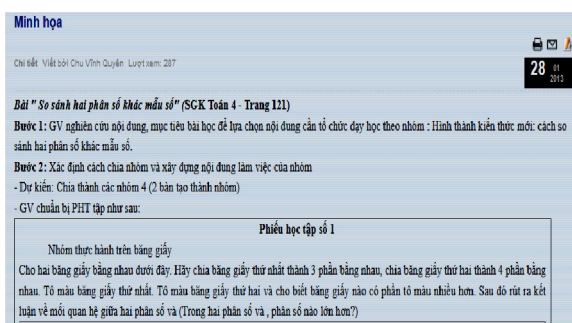 Minh họa
Chi tiết Viết bởi Chu Vĩnh Quyên Lượt xem: 287
28 01
2013
Bài " So sánh hai phân số khác mẫu số" (SGK Toán 4 - Trang 121)
Bước 1: GV nghiên cứu nội dung, mục tiêu bài học để lựa chọn nội dung cần tổ chức dạy học theo nhóm : Hình thành kiến thức mới: cách so
sánh hai phân số khác mẫu số.
Bước 2: Xác định cách chia nhóm và xây dựng nội dung làm việc của nhóm
- Dự kiến: Chia thành các nhóm 4 (2 bàn tạo thành nhóm)
- GV chuẩn bị PHT tập như sau:
Phiếu học tập số 1
Nhóm thực hành trên băng giấy
Cho hai băng giấy bằng nhau dưới đây. Hãy chia băng giấy thứ nhất thành 3 phần bằng nhau, chia băng giấy thứ hai thành 4 phần bằng
nhau. Tô màu băng giấy thứ nhất. Tô màu băng giấy thứ hai và cho biết băng giấy nào có phần tô màu nhiều hơn. Sau đó rút ra kết
luận về mối quan hệ giữa hai phân số và (Trong hai phân số và , phân số nào lớn hơn?)